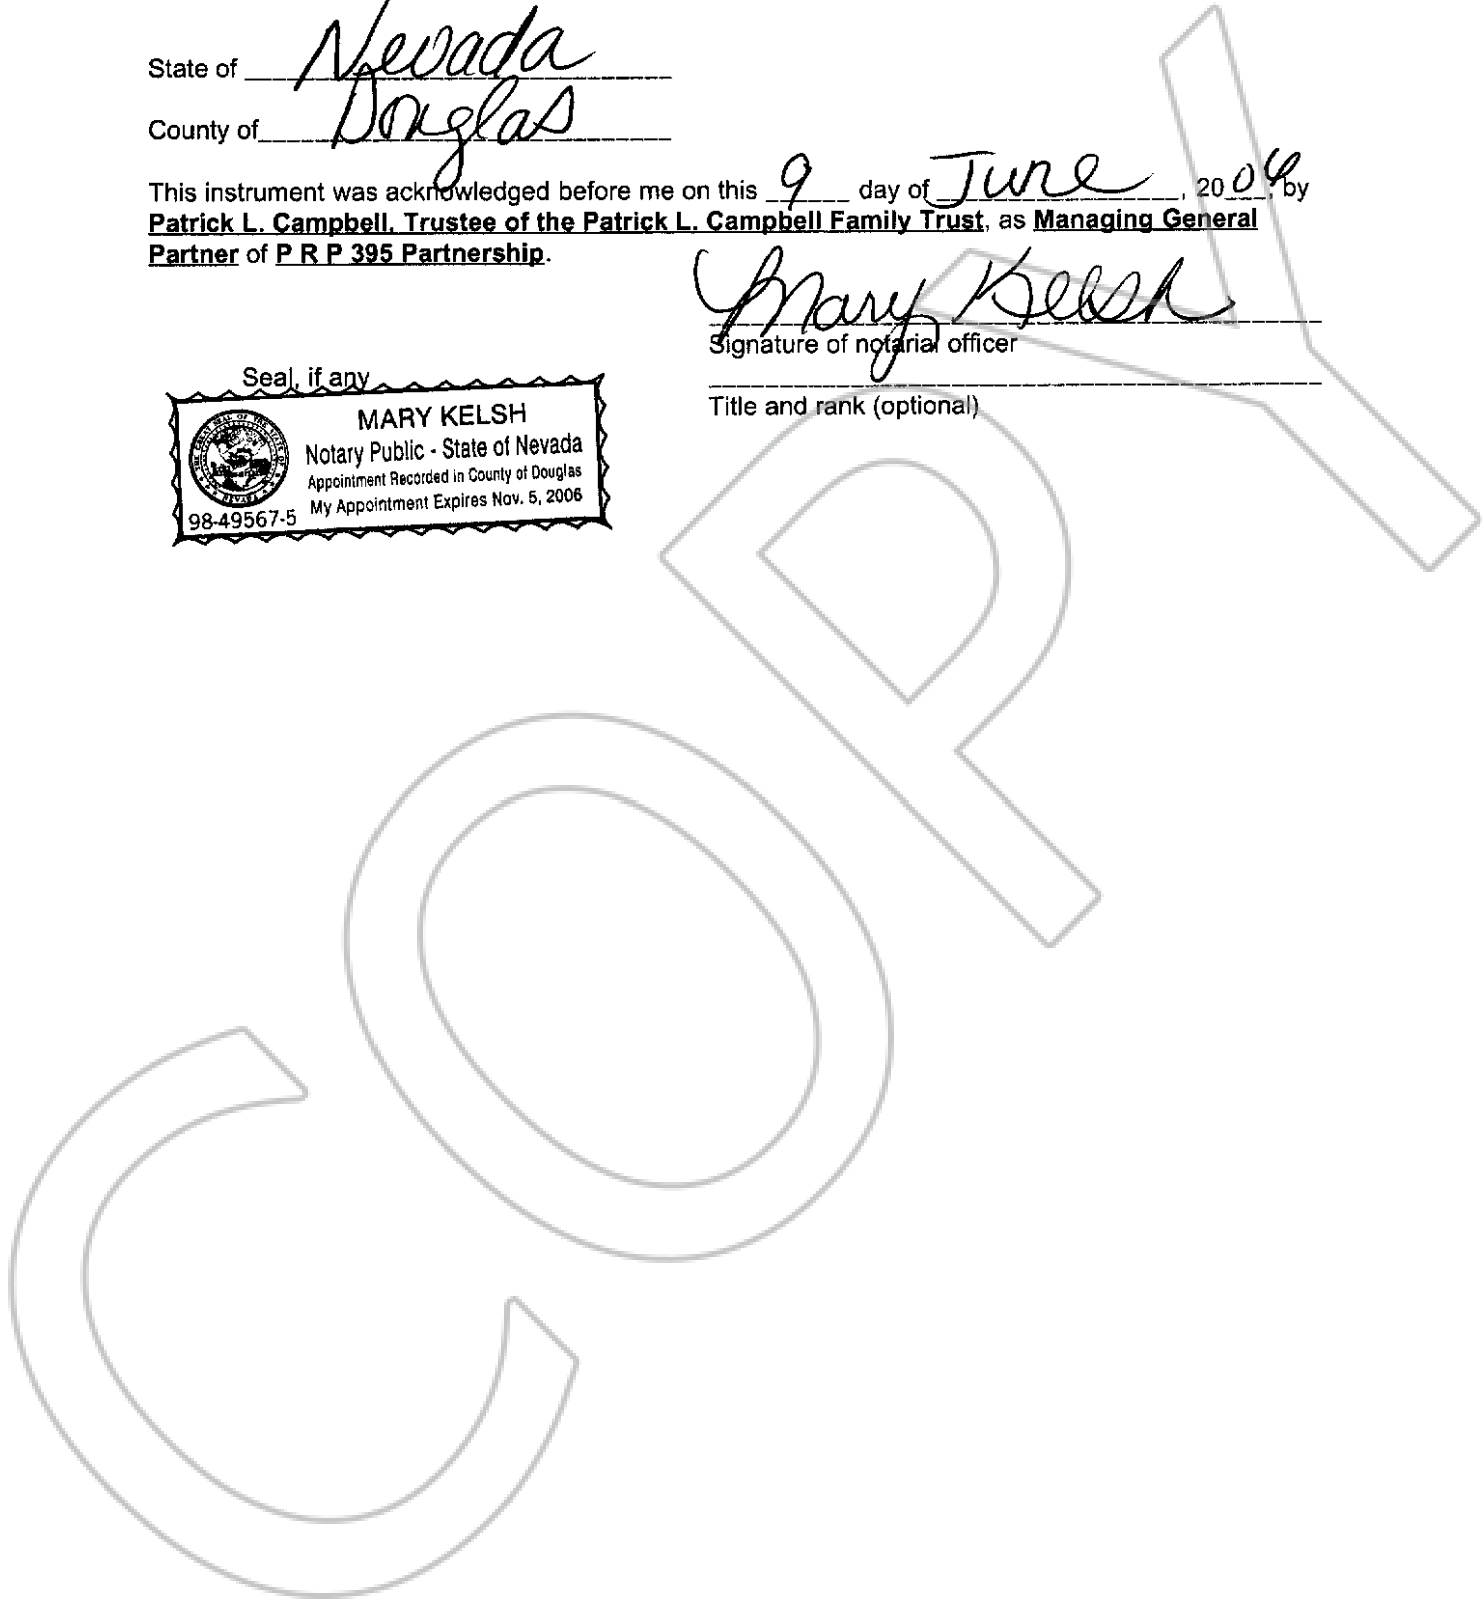 State of Nevada
County of Douglas
This instrument was acknowledged before me on this 9 day of June, 20 by
Patrick L. Campbell, Trustee of the Patrick L. Campbell Family Trust, as Managing General
Partner of P R P 395 Partnership.
Mary Kelsh
Signature of notarial officer
Title and rank (optional)
Seal, if any
MARY KELSH
Notary Public - State of Nevada
Appointment Recorded in County of Douglas
My Appointment Expires Nov. 5, 2006
98-49567-5
COPY